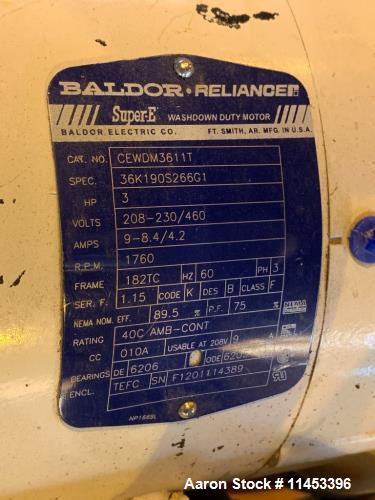 BALDOR • RELIANCE
Super-E WASHDOWN DUTY MOTOR
BALDOR ELECTRIC CO. FT. SMITH, AR. MFG. IN U.S.A.
CAT. NO. CEWDM3611T
SPEC. 36K190S266G1
HP 3
VOLTS 208-230/460
AMPS 9-8.4/4.2
R.P.M. 1760
FRAME 182TC HZ 60 PH 3
SER. F. 1.15 CODE K DES B CLASS F
NEMA NOM. EFF. 89.5 % P.F. 75 %
RATING 40C AMB-CONT
CC 010A USABLE AT 208V 9 A
BEARINGS DE 6206 ODE
ENCL. TEFC SN F1201114389
NP1665L
Aaron Stock # 11453396